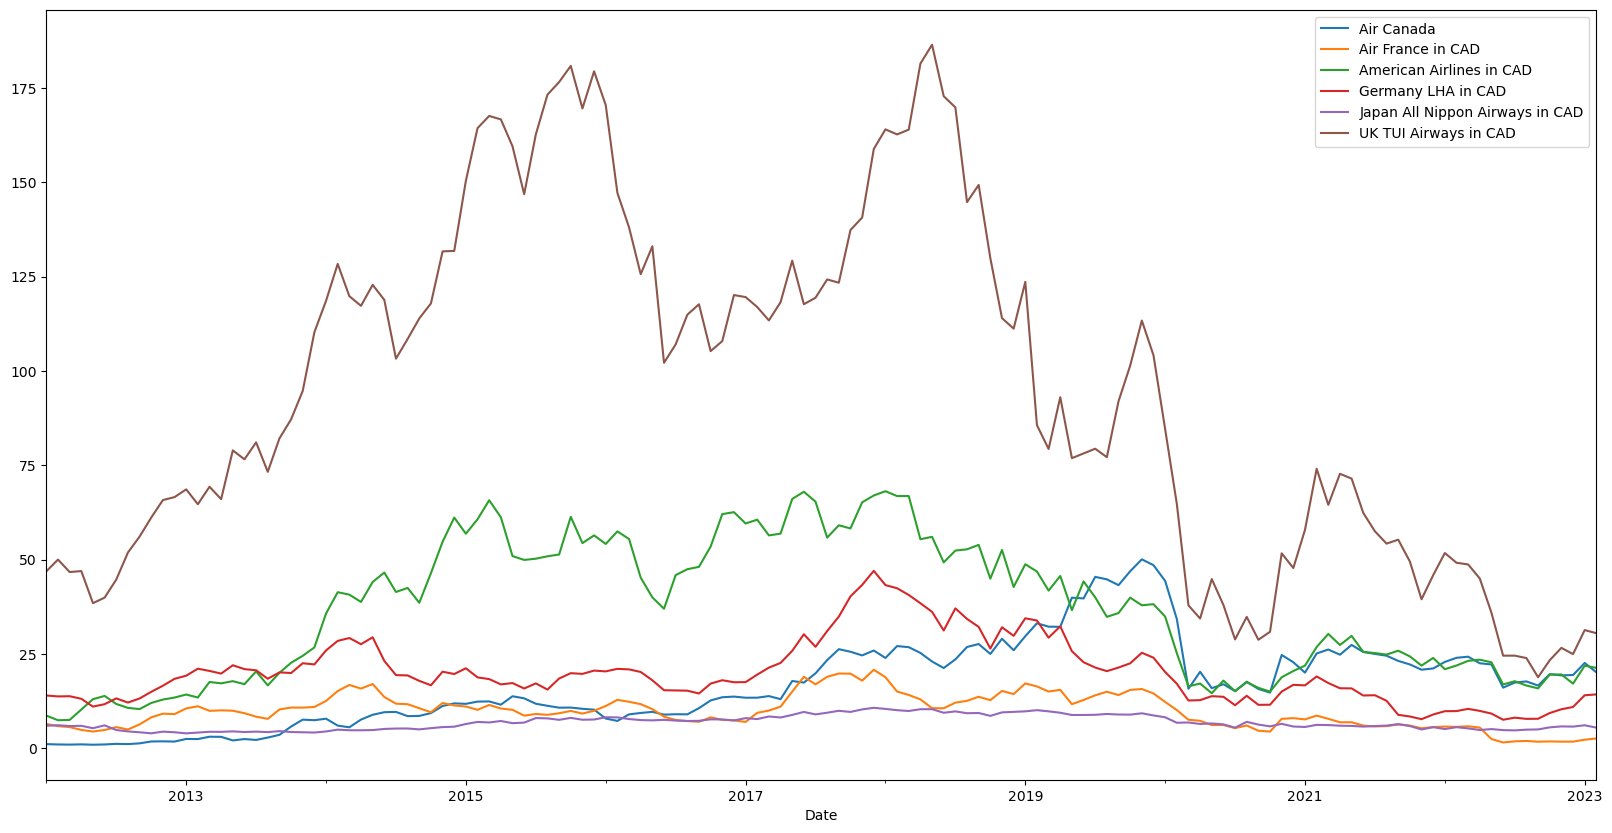 175
150
125
100
75
50
25
0
2013
2015
2017
2019
2021
2023
Date
Air Canada
Air France in CAD
American Airlines in CAD
Germany LHA in CAD
Japan All Nippon Airways in CAD
UK TUI Airways in CAD